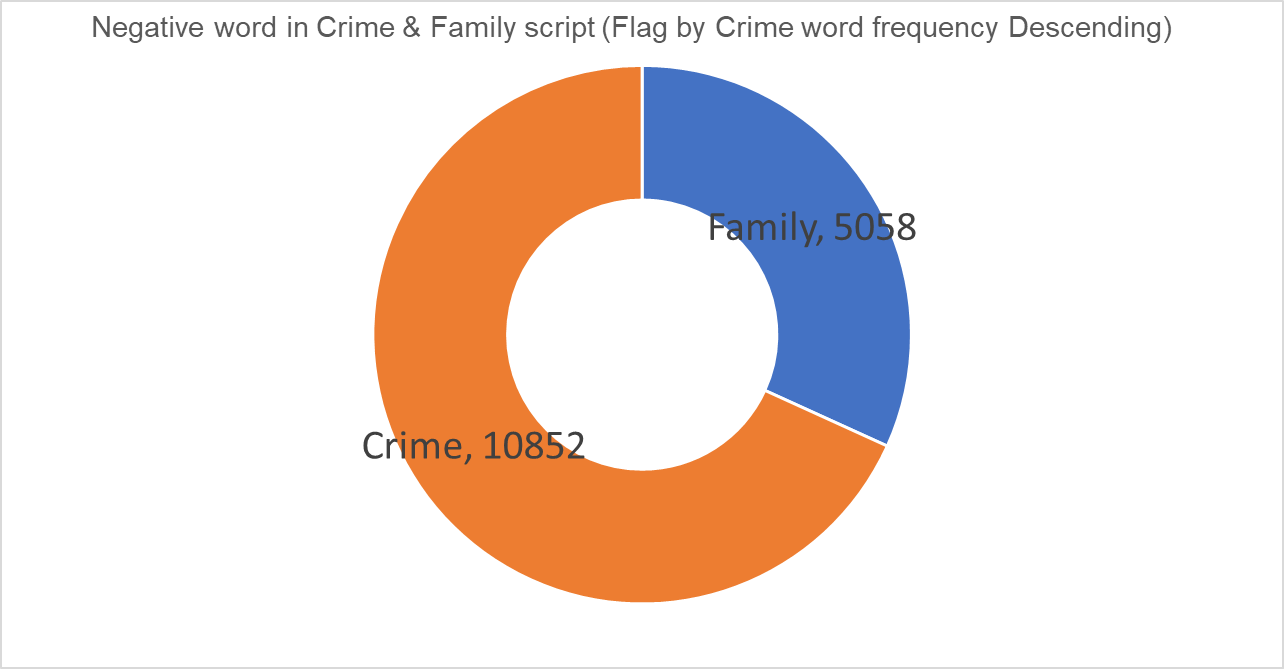 Negative word in Crime & Family script (Flag by Crime word frequency Descending)
Family, 5058
Crime, 10852